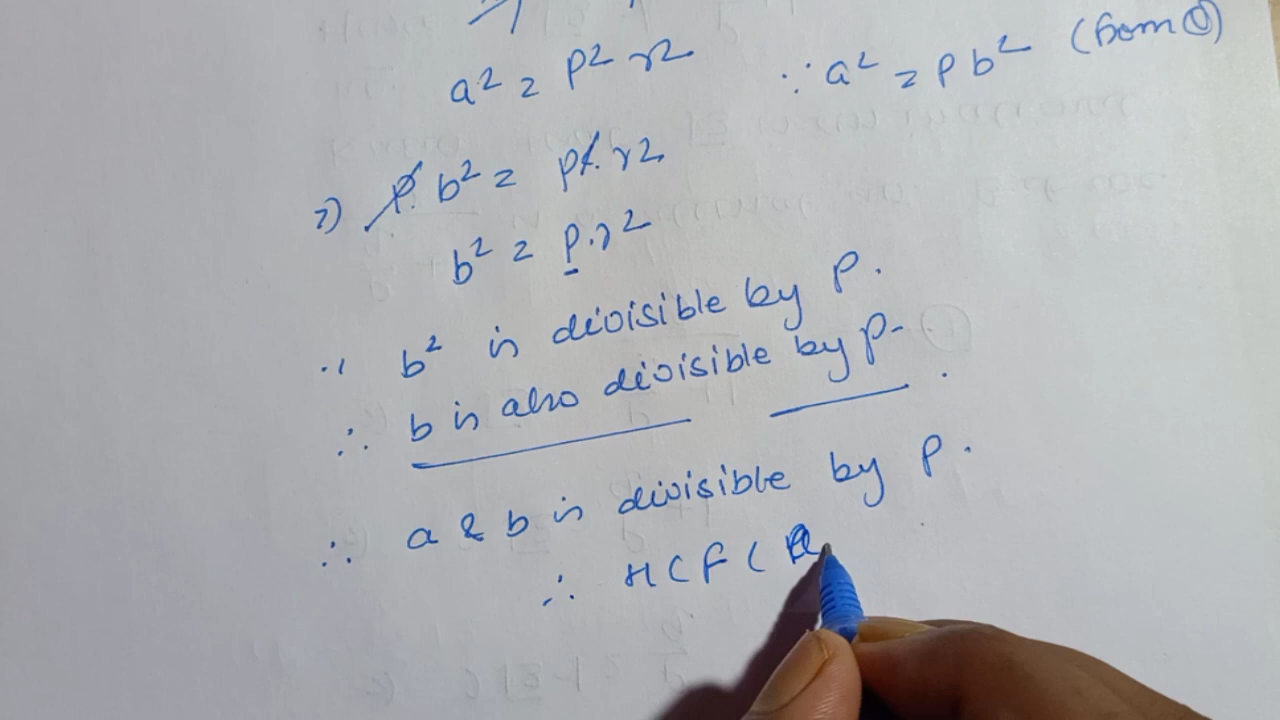 a² = p² r²
∵ a² = p b² (from ①)
⇒ p. b² = p². r²
b² = p.r²
∵ b² is divisible by p.
∴ b is also divisible by p.
∴ a & b is divisible by p.
∴ HCF (a